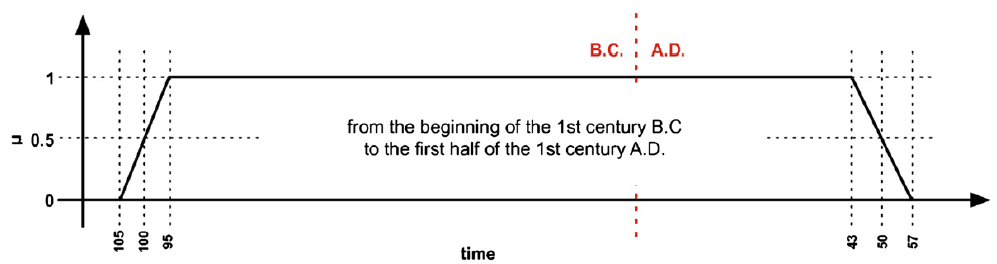 B.C. A.D.
1
from the beginning of the 1st century B.C
to the first half of the 1st century A.D.
µ 0.5
0
105 100 95 43 50 57
time